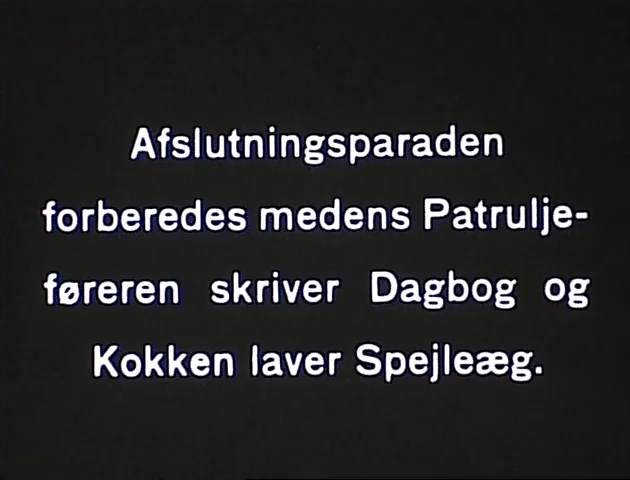 Afslutningsparaden
forberedes medens Patrulje-
føreren skriver Dagbog og
Kokken laver Spejleæg.